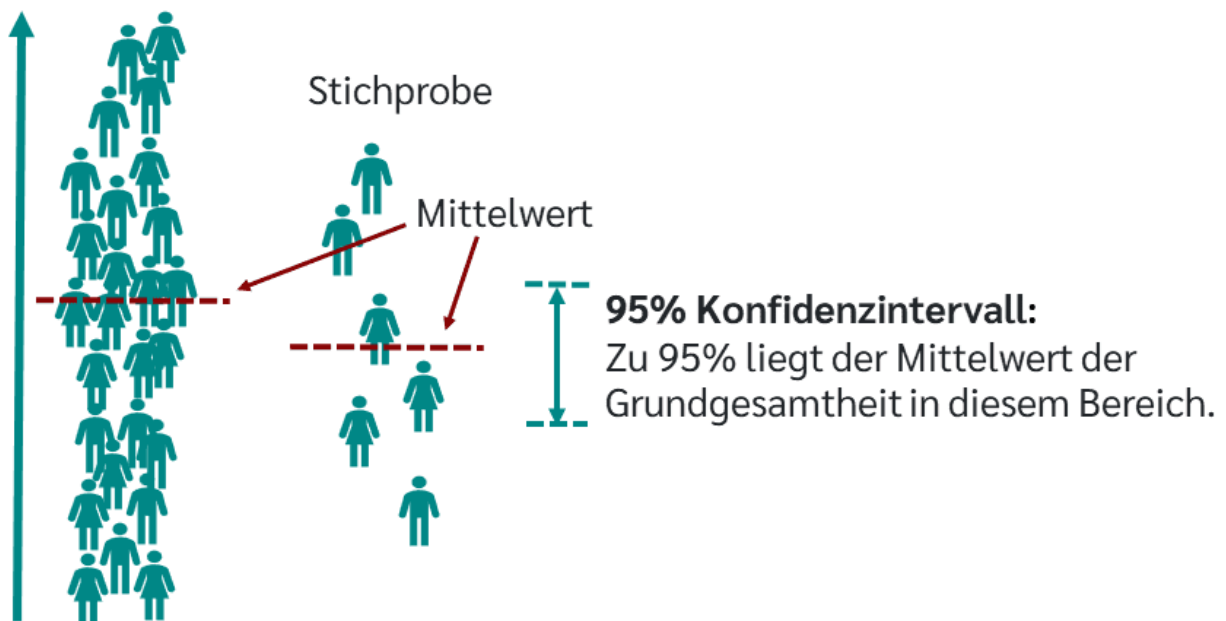 Stichprobe
Mittelwert
95% Konfidenzintervall:
Zu 95% liegt der Mittelwert der
Grundgesamtheit in diesem Bereich.